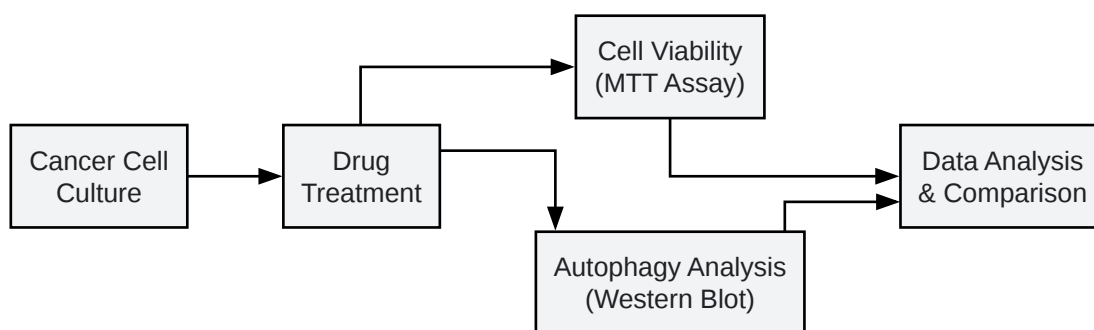 Cancer Cell
Culture
Drug
Treatment
Cell Viability
(MTT Assay)
Autophagy Analysis
(Western Blot)
Data Analysis
& Comparison